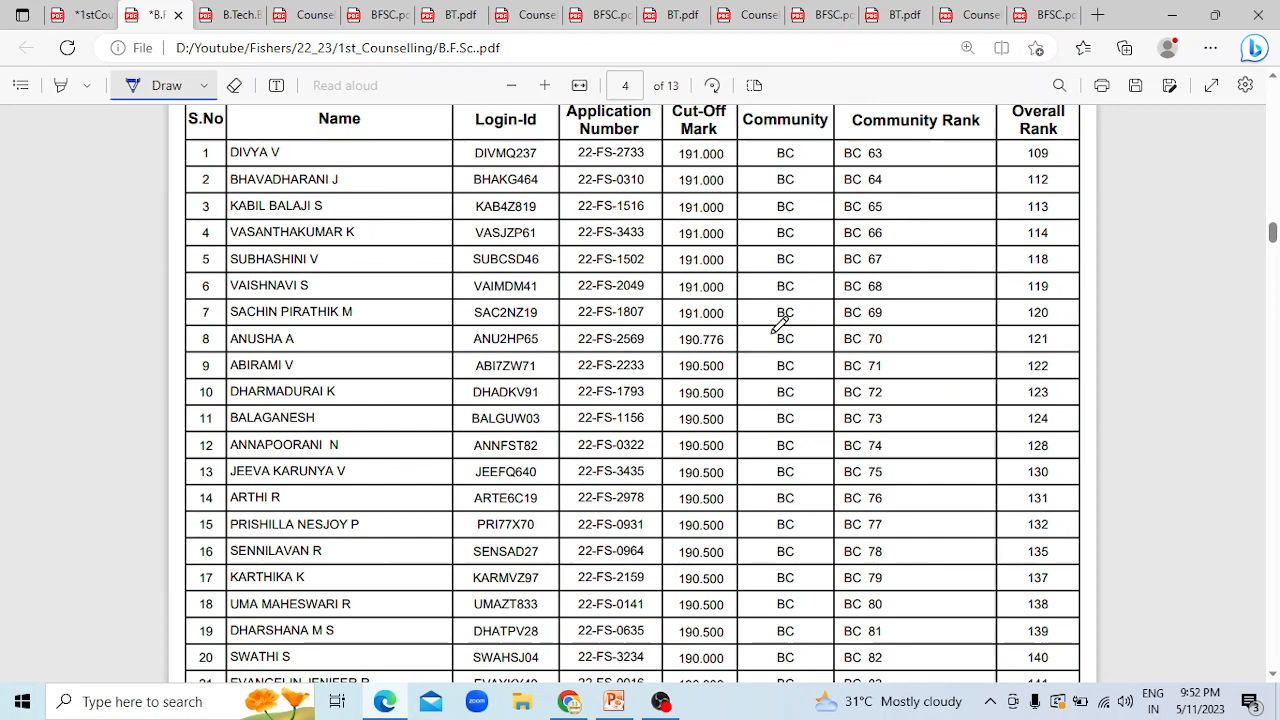 *1stCou
*B.F
B.Tech.B
Counse
BFSC.pc
BT.pdf
Counse
BFSC.pc
BT.pdf
Counse
BFSC.pc
BT.pdf
Counse
BFSC.pc
File D:/Youtube/Fishers/22_23/1st_Counselling/B.F.Sc..pdf
Draw Read aloud 4 of 13
S.No Name Login-Id Application Number Cut-Off Mark Community Community Rank Overall Rank
1 DIVYA V DIVMQ237 22-FS-2733 191.000 BC BC 63 109
2 BHAVADHARANI J BHAKG464 22-FS-0310 191.000 BC BC 64 112
3 KABIL BALAJI S KAB4Z819 22-FS-1516 191.000 BC BC 65 113
4 VASANTHAKUMAR K VASJZP61 22-FS-3433 191.000 BC BC 66 114
5 SUBHASHINI V SUBCSD46 22-FS-1502 191.000 BC BC 67 118
6 VAISHNAVI S VAIMDM41 22-FS-2049 191.000 BC BC 68 119
7 SACHIN PIRATHIK M SAC2NZ19 22-FS-1807 191.000 BC BC 69 120
8 ANUSHA A ANU2HP65 22-FS-2569 190.776 BC BC 70 121
9 ABIRAMI V ABI7ZW71 22-FS-2233 190.500 BC BC 71 122
10 DHARMADURAI K DHADKV91 22-FS-1793 190.500 BC BC 72 123
11 BALAGANESH BALGUW03 22-FS-1156 190.500 BC BC 73 124
12 ANNAPOORANI N ANNFST82 22-FS-0322 190.500 BC BC 74 128
13 JEEVA KARUNYA V JEEFQ640 22-FS-3435 190.500 BC BC 75 130
14 ARTHI R ARTE6C19 22-FS-2978 190.500 BC BC 76 131
15 PRISHILLA NESJOY P PRI77X70 22-FS-0931 190.500 BC BC 77 132
16 SENNILAVAN R SENSAD27 22-FS-0964 190.500 BC BC 78 135
17 KARTHIKA K KARMVZ97 22-FS-2159 190.500 BC BC 79 137
18 UMA MAHESWARI R UMAZT833 22-FS-0141 190.500 BC BC 80 138
19 DHARSHANA M S DHATPV28 22-FS-0635 190.500 BC BC 81 139
20 SWATHI S SWAHSJ04 22-FS-3234 190.000 BC BC 82 140
Type here to search
zoom
31°C Mostly cloudy
ENG
IN
9:52 PM
5/11/2023
3